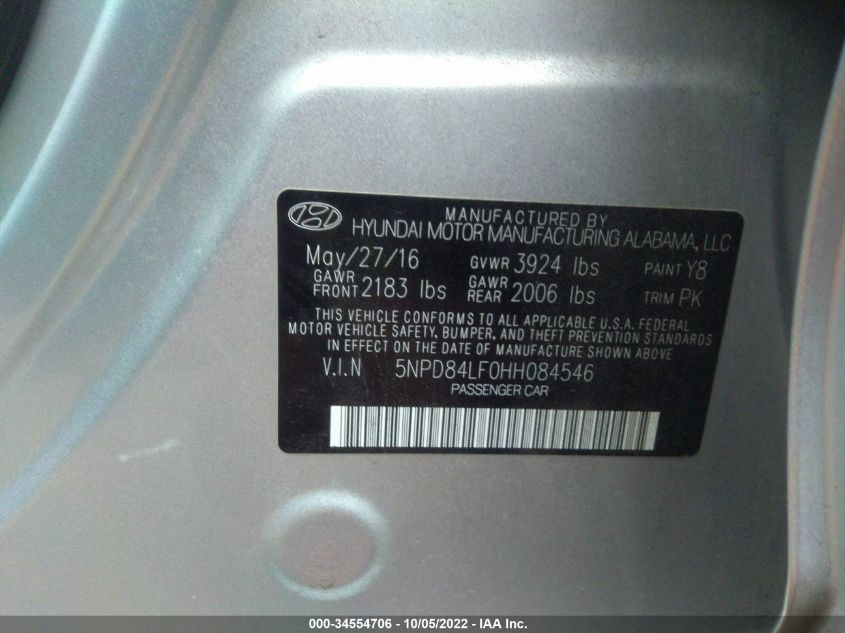 MANUFACTURED BY
HYUNDAI MOTOR MANUFACTURING ALABAMA, LLC
May/27/16 GVWR 3924 lbs PAINT Y8
GAWR FRONT 2183 lbs GAWR REAR 2006 lbs TRIM PK
THIS VEHICLE CONFORMS TO ALL APPLICABLE U.S.A. FEDERAL
MOTOR VEHICLE SAFETY, BUMPER, AND THEFT PREVENTION STANDARDS
IN EFFECT ON THE DATE OF MANUFACTURE SHOWN ABOVE
V.I.N 5NPD84LF0HH084546
PASSENGER CAR
000-34554706 - 10/05/2022 - IAA Inc.